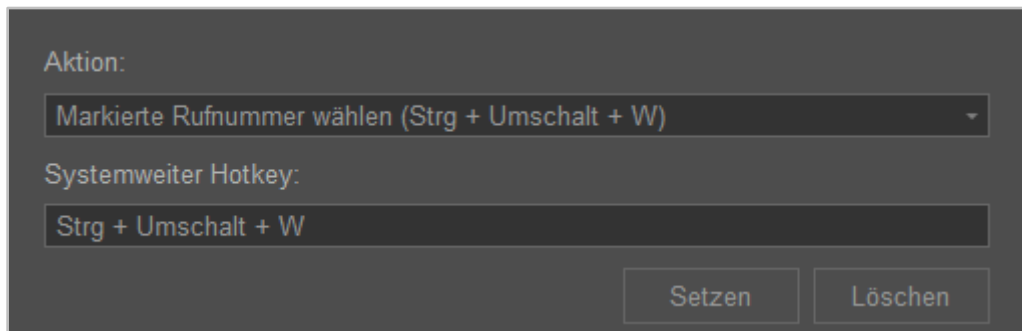 Aktion:
Markierte Rufnummer wählen (Strg + Umschalt + W)
Systemweiter Hotkey:
Strg + Umschalt + W
Setzen Löschen